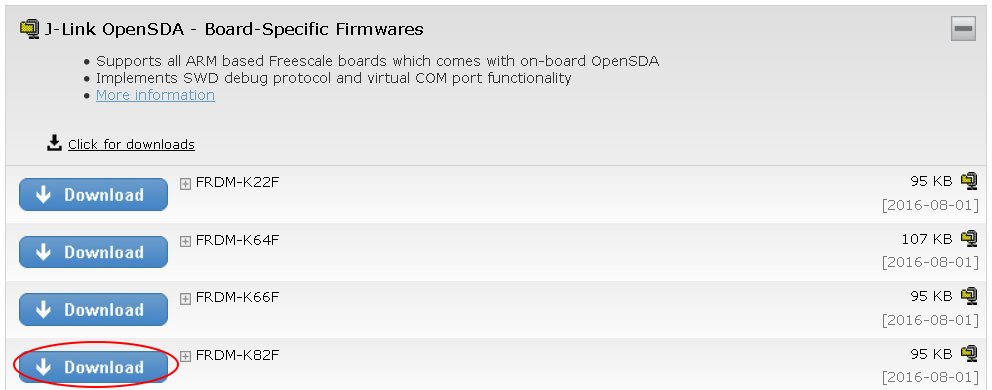 J-Link OpenSDA - Board-Specific Firmwares
Supports all ARM based Freescale boards which comes with on-board OpenSDA
Implements SWD debug protocol and virtual COM port functionality
More information
Click for downloads
Download FRDM-K22F 95 KB
[2016-08-01]
Download FRDM-K64F 107 KB
[2016-08-01]
Download FRDM-K66F 95 KB
[2016-08-01]
Download FRDM-K82F 95 KB
[2016-08-01]